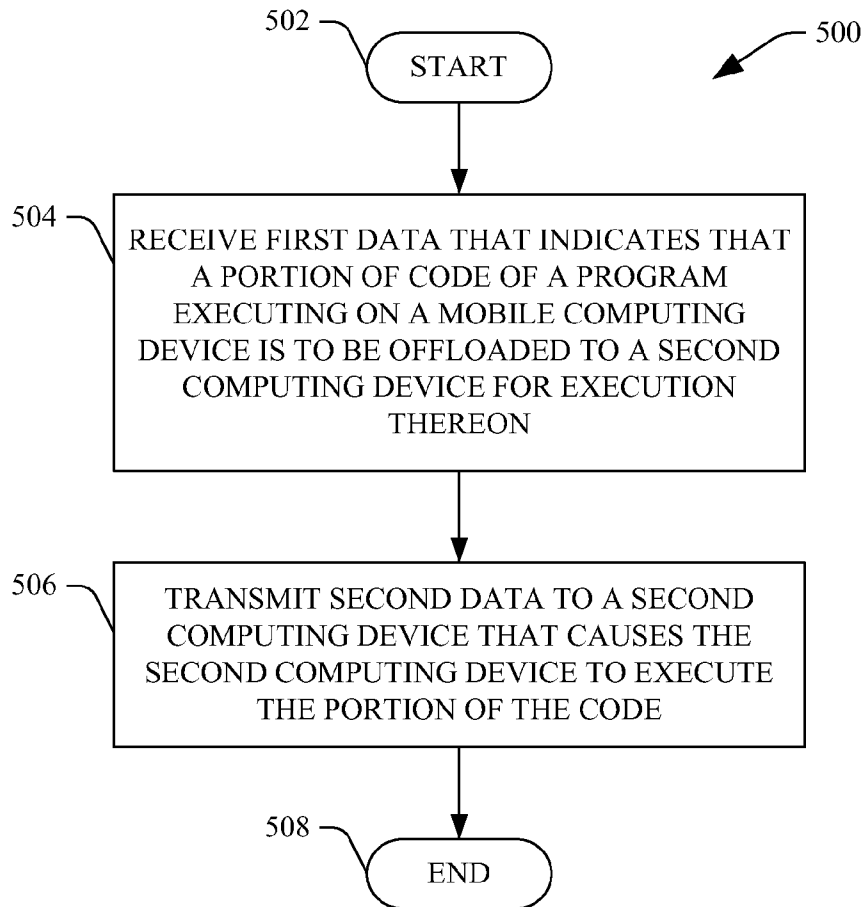 502
500
START
504
RECEIVE FIRST DATA THAT INDICATES THAT
A PORTION OF CODE OF A PROGRAM
EXECUTING ON A MOBILE COMPUTING
DEVICE IS TO BE OFFLOADED TO A SECOND
COMPUTING DEVICE FOR EXECUTION
THEREON
506
TRANSMIT SECOND DATA TO A SECOND
COMPUTING DEVICE THAT CAUSES THE
SECOND COMPUTING DEVICE TO EXECUTE
THE PORTION OF THE CODE
508
END